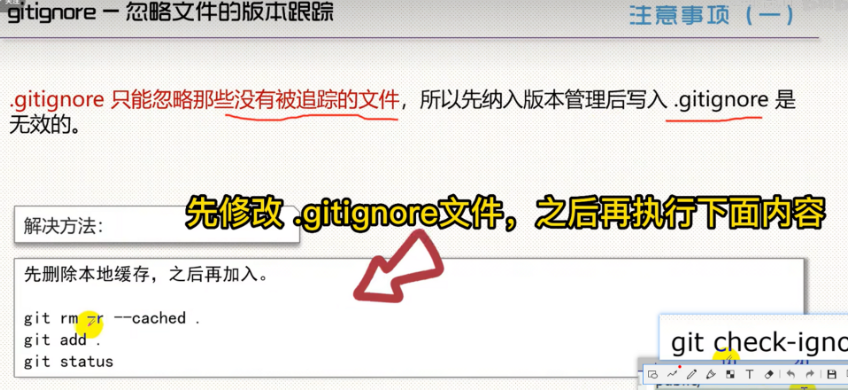 gitignore — 忽略文件的版本跟踪
注意事项（一）
.gitignore 只能忽略那些没有被追踪的文件，所以先纳入版本管理后写入 .gitignore 是
无效的。
先修改 .gitignore文件，之后再执行下面内容
解决方法：
先删除本地缓存，之后再加入。
git rm -r --cached .
git add .
git status
git check-igno